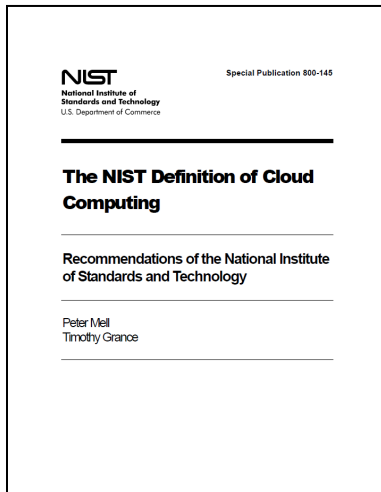 NIST
National Institute of
Standards and Technology
U.S. Department of Commerce
Special Publication 800-145
The NIST Definition of Cloud
Computing
Recommendations of the National Institute
of Standards and Technology
Peter Mell
Timothy Grance